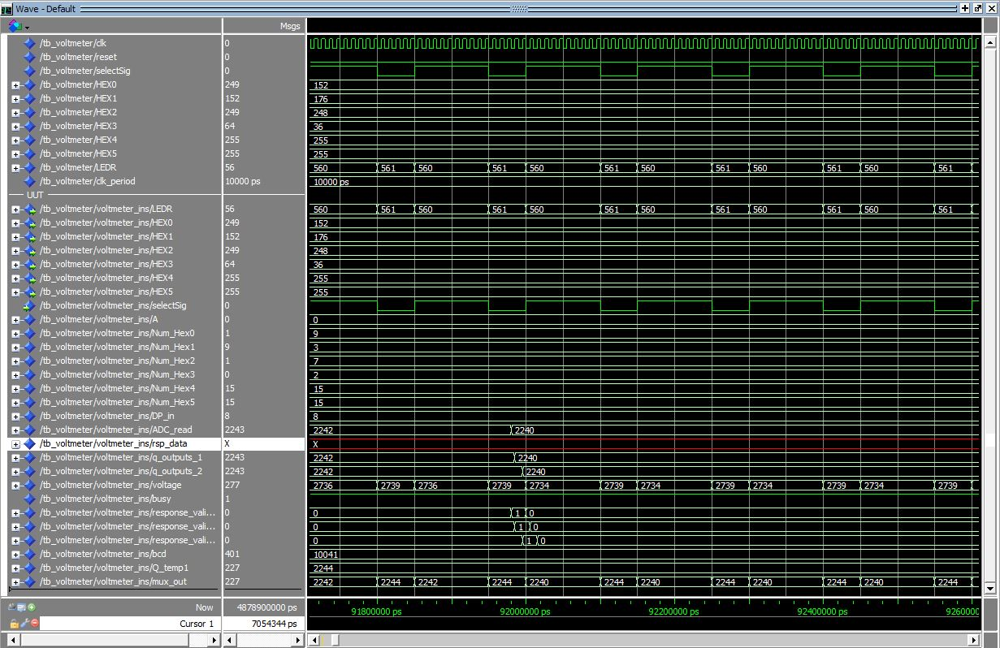 Wave - Default
Msgs
/tb_voltmeter/clk 0
/tb_voltmeter/reset 0
/tb_voltmeter/selectSig 0
/tb_voltmeter/HEX0 249 152
/tb_voltmeter/HEX1 152 176
/tb_voltmeter/HEX2 249 248
/tb_voltmeter/HEX3 64 36
/tb_voltmeter/HEX4 255 255
/tb_voltmeter/HEX5 255 255
/tb_voltmeter/LEDR 56 560 561 560 561 560 561 560 561 560 561 560 561
/tb_voltmeter/clk_period 10000 ps 10000 ps
UUT
/tb_voltmeter/voltmeter_ins/LEDR 56 560 561 560 561 560 561 560 561 560 561 560 561
/tb_voltmeter/voltmeter_ins/HEX0 249 152
/tb_voltmeter/voltmeter_ins/HEX1 152 176
/tb_voltmeter/voltmeter_ins/HEX2 249 248
/tb_voltmeter/voltmeter_ins/HEX3 64 36
/tb_voltmeter/voltmeter_ins/HEX4 255 255
/tb_voltmeter/voltmeter_ins/HEX5 255 255
/tb_voltmeter/voltmeter_ins/selectSig 0
/tb_voltmeter/voltmeter_ins/A 0 0
/tb_voltmeter/voltmeter_ins/Num_Hex0 1 9
/tb_voltmeter/voltmeter_ins/Num_Hex1 9 3
/tb_voltmeter/voltmeter_ins/Num_Hex2 1 7
/tb_voltmeter/voltmeter_ins/Num_Hex3 0 2
/tb_voltmeter/voltmeter_ins/Num_Hex4 15 15
/tb_voltmeter/voltmeter_ins/Num_Hex5 15 15
/tb_voltmeter/voltmeter_ins/DP_in 8 8
/tb_voltmeter/voltmeter_ins/ADC_read 2243 2242 2240
/tb_voltmeter/voltmeter_ins/rsp_data X X
/tb_voltmeter/voltmeter_ins/q_outputs_1 2243 2242 2240
/tb_voltmeter/voltmeter_ins/q_outputs_2 2243 2242 2240
/tb_voltmeter/voltmeter_ins/voltage 277 2736 2739 2736 2739 2734 2739 2734 2739 2734 2739 2734 2739
/tb_voltmeter/voltmeter_ins/busy 1
/tb_voltmeter/voltmeter_ins/response_vali... 0 0 1 0
/tb_voltmeter/voltmeter_ins/response_vali... 0 0 1 0
/tb_voltmeter/voltmeter_ins/response_vali... 0 0 1 0
/tb_voltmeter/voltmeter_ins/bcd 401 10041
/tb_voltmeter/voltmeter_ins/Q_temp1 227 2244
/tb_voltmeter/voltmeter_ins/mux_out 227 2242 2244 2242 2244 2240 2244 2240 2244 2240 2244 2240 2244
Now 4878900000 ps 91800000 ps 92000000 ps 92200000 ps 92400000 ps 9260000
Cursor 1 7054344 ps